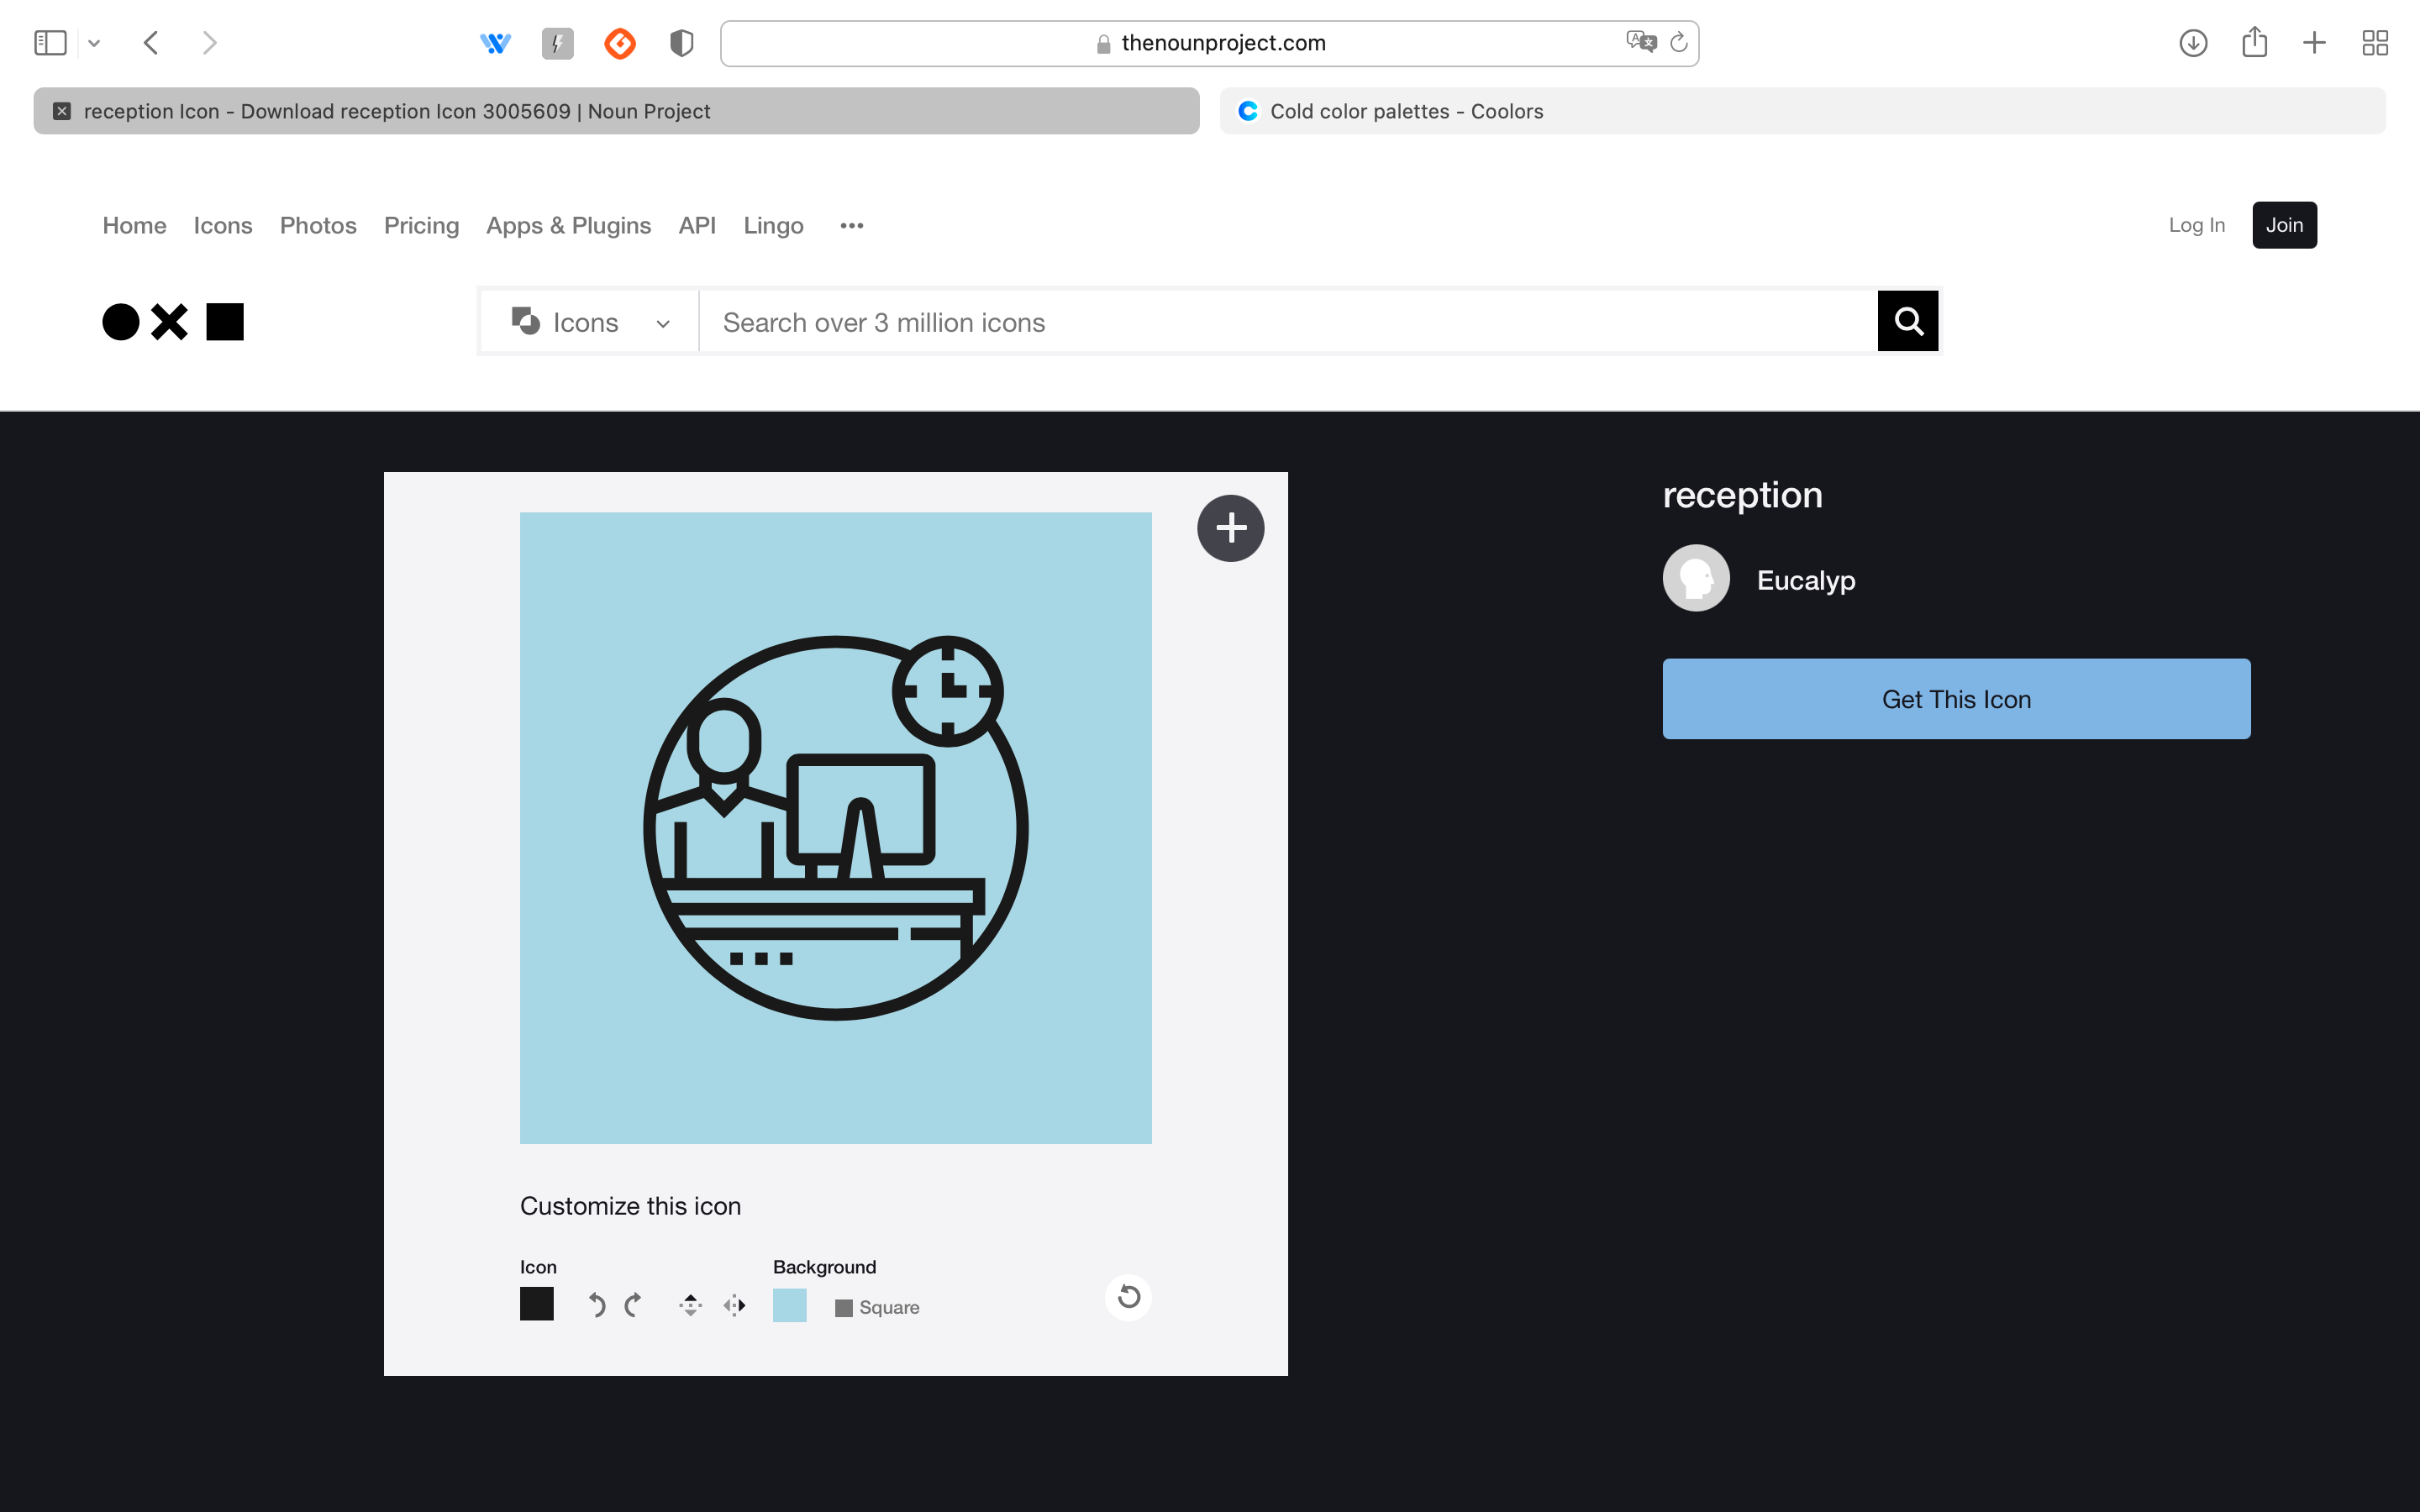 thenounproject.com
reception Icon - Download reception Icon 3005609 | Noun Project
Cold color palettes - Coolors
Home Icons Photos Pricing Apps & Plugins API Lingo •••
Log In Join
Icons Search over 3 million icons
reception
Eucalyp
Get This Icon
Customize this icon
Icon Background
Square